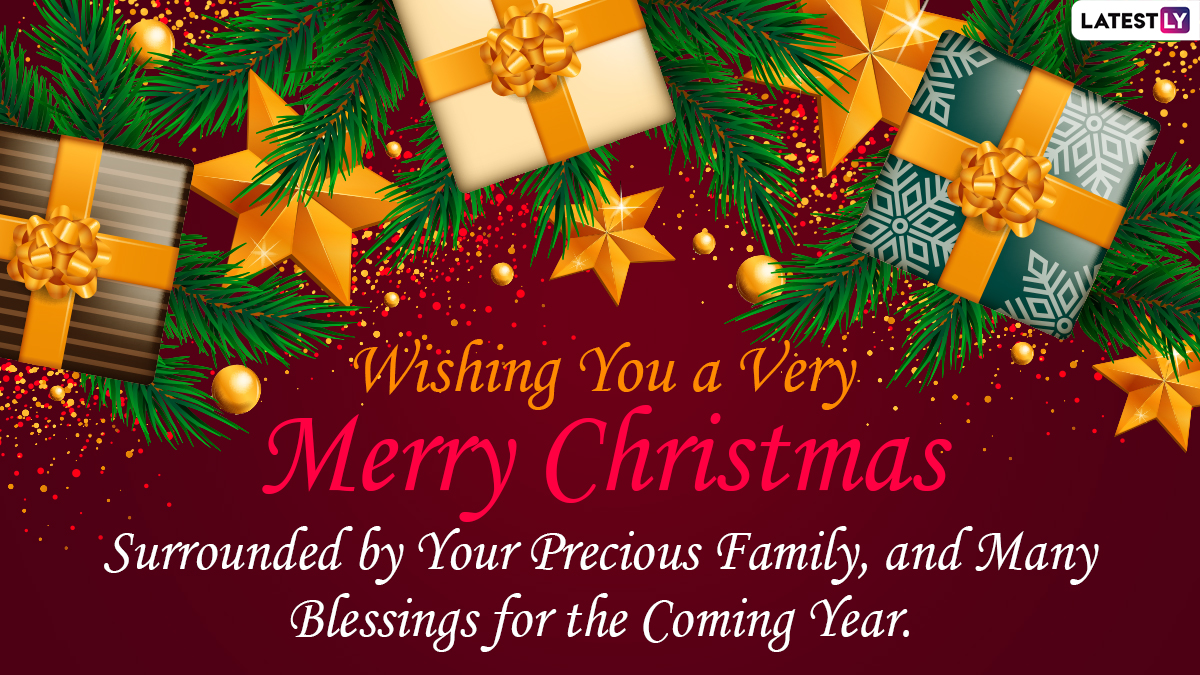 LATESTLY
Wishing You a Very
Merry Christmas
Surrounded by Your Precious Family, and Many
Blessings for the Coming Year.